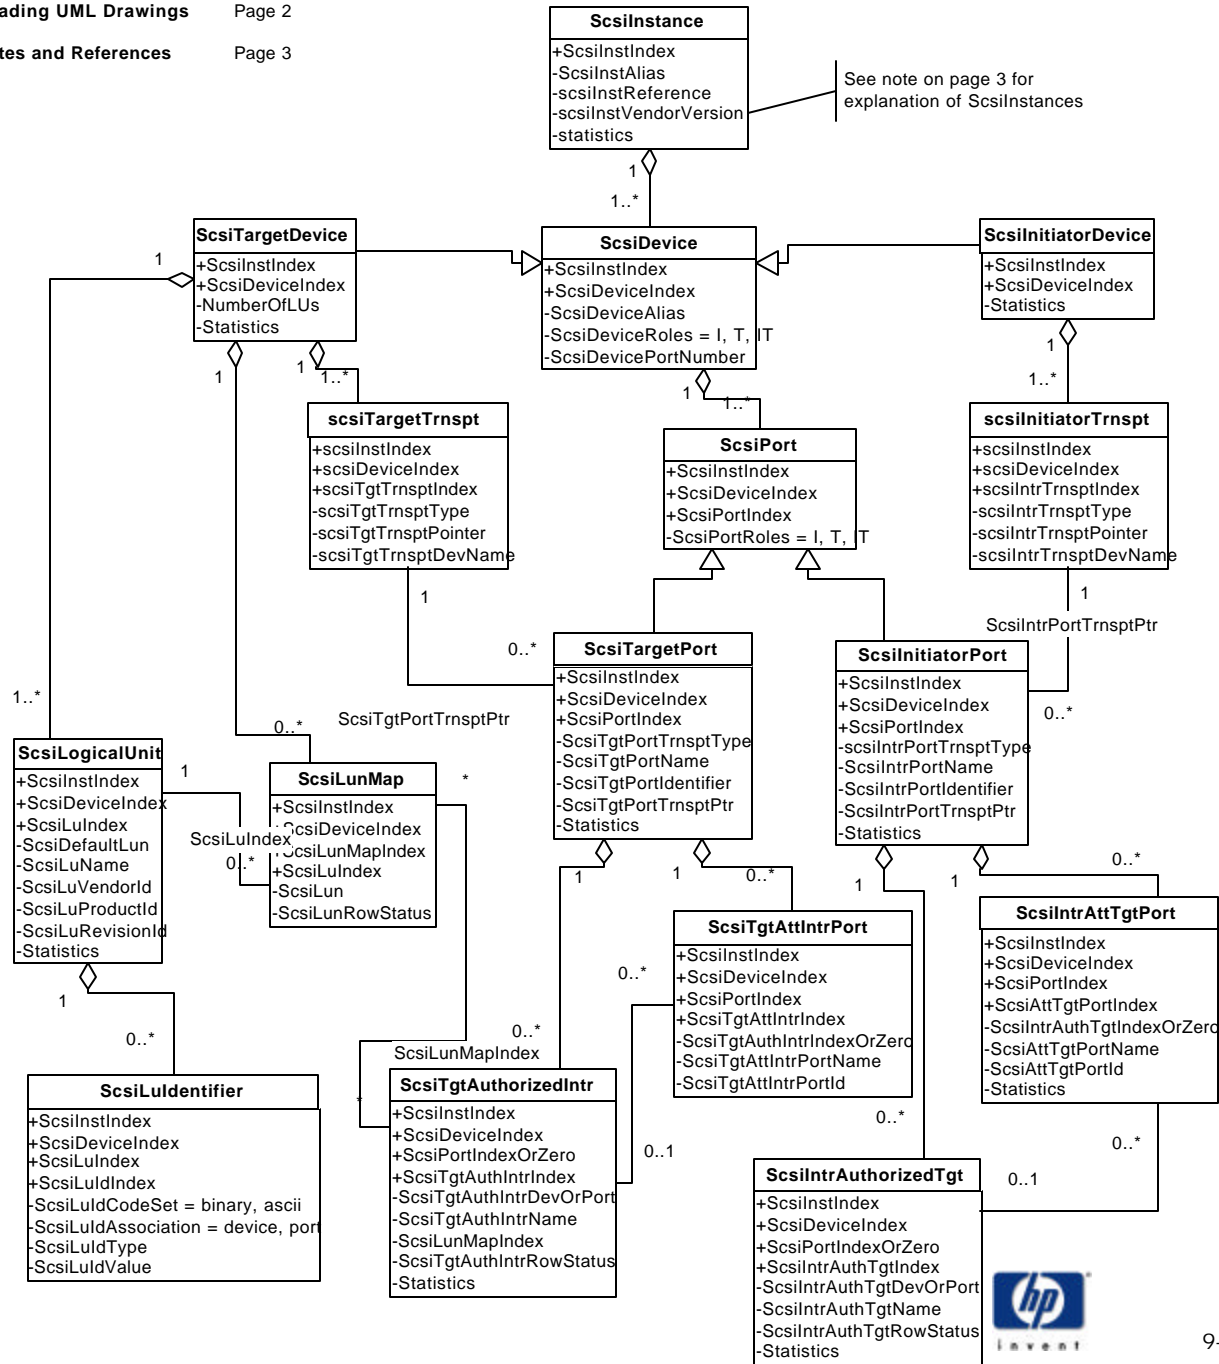 ading UML Drawings Page 2
tes and References Page 3
ScsiInstance
+ScsiInstIndex
-ScsiInstAlias
-scsiInstReference
-scsiInstVendorVersion
-statistics
See note on page 3 for
explanation of ScsiInstances
1
1..*
ScsiTargetDevice
+ScsiInstIndex
+ScsiDeviceIndex
-NumberOfLUs
-Statistics
ScsiDevice
+ScsiInstIndex
+ScsiDeviceIndex
-ScsiDeviceAlias
-ScsiDeviceRoles = I, T, IT
-ScsiDevicePortNumber
ScsiInitiatorDevice
+ScsiInstIndex
+ScsiDeviceIndex
-Statistics
1
1
1
1..*
1
1..*
1
1..*
scsiTargetTrnspt
+scsiInstIndex
+scsiDeviceIndex
+scsiTgtTrnsptIndex
-scsiTgtTrnsptType
-scsiTgtTrnsptPointer
-scsiTgtTrnsptDevName
ScsiPort
+ScsiInstIndex
+ScsiDeviceIndex
+ScsiPortIndex
-ScsiPortRoles = I, T, IT
scsiInitiatorTrnspt
+scsiInstIndex
+scsiDeviceIndex
+scsiIntrTrnsptIndex
-scsiIntrTrnsptType
-scsiIntrTrnsptPointer
-scsiIntrTrnsptDevName
1
0..*
ScsiTgtPortTrnsptPtr
1
ScsiIntrPortTrnsptPtr
0..*
ScsiTargetPort
+ScsiInstIndex
+ScsiDeviceIndex
+ScsiPortIndex
-ScsiTgtPortTrnsptType
-ScsiTgtPortName
-ScsiTgtPortIdentifier
-ScsiTgtPortTrnsptPtr
-Statistics
ScsiInitiatorPort
+ScsiInstIndex
+ScsiDeviceIndex
+ScsiPortIndex
-scsiIntrPortTrnsptType
-ScsiIntrPortName
-ScsiIntrPortIdentifier
-ScsiIntrPortTrnsptPtr
-Statistics
1..*
0..*
ScsiLogicalUnit
+ScsiInstIndex
+ScsiDeviceIndex
+ScsiLuIndex
-ScsiDefaultLun
-ScsiLuName
-ScsiLuVendorId
-ScsiLuProductId
-ScsiLuRevisionId
-Statistics
1
ScsiLuIndex
0..*
ScsiLunMap
+ScsiInstIndex
+ScsiDeviceIndex
+ScsiLunMapIndex
+ScsiLuIndex
-ScsiLun
-ScsiLunRowStatus
*
1
1
0..*
1
1
0..*
ScsiTgtAttIntrPort
+ScsiInstIndex
+ScsiDeviceIndex
+ScsiPortIndex
+ScsiTgtAttIntrIndex
-ScsiTgtAuthIntrIndexOrZero
-ScsiTgtAttIntrPortName
-ScsiTgtAttIntrPortId
ScsiIntrAttTgtPort
+ScsiInstIndex
+ScsiDeviceIndex
+ScsiPortIndex
+ScsiAttTgtPortIndex
-ScsiIntrAuthTgtIndexOrZero
-ScsiAttTgtPortName
-ScsiAttTgtPortId
-Statistics
1
0..*
0..*
0..*
ScsiLunMapIndex
*
0..1
0..*
0..*
0..1
ScsiLuIdentifier
+ScsiInstIndex
+ScsiDeviceIndex
+ScsiLuIndex
+ScsiLuIdIndex
-ScsiLuIdCodeSet = binary, ascii
-ScsiLuIdAssociation = device, port
-ScsiLuIdType
-ScsiLuIdValue
ScsiTgtAuthorizedIntr
+ScsiInstIndex
+ScsiDeviceIndex
+ScsiPortIndexOrZero
+ScsiTgtAuthIntrIndex
-ScsiTgtAuthIntrDevOrPort
-ScsiTgtAuthIntrName
-ScsiLunMapIndex
-ScsiTgtAuthIntrRowStatus
-Statistics
ScsiIntrAuthorizedTgt
+ScsiInstIndex
+ScsiDeviceIndex
+ScsiPortIndexOrZero
+ScsiIntrAuthTgtIndex
-ScsiIntrAuthTgtDevOrPort
-ScsiIntrAuthTgtName
-ScsiIntrAuthTgtRowStatus
-Statistics
hp
invent
9-